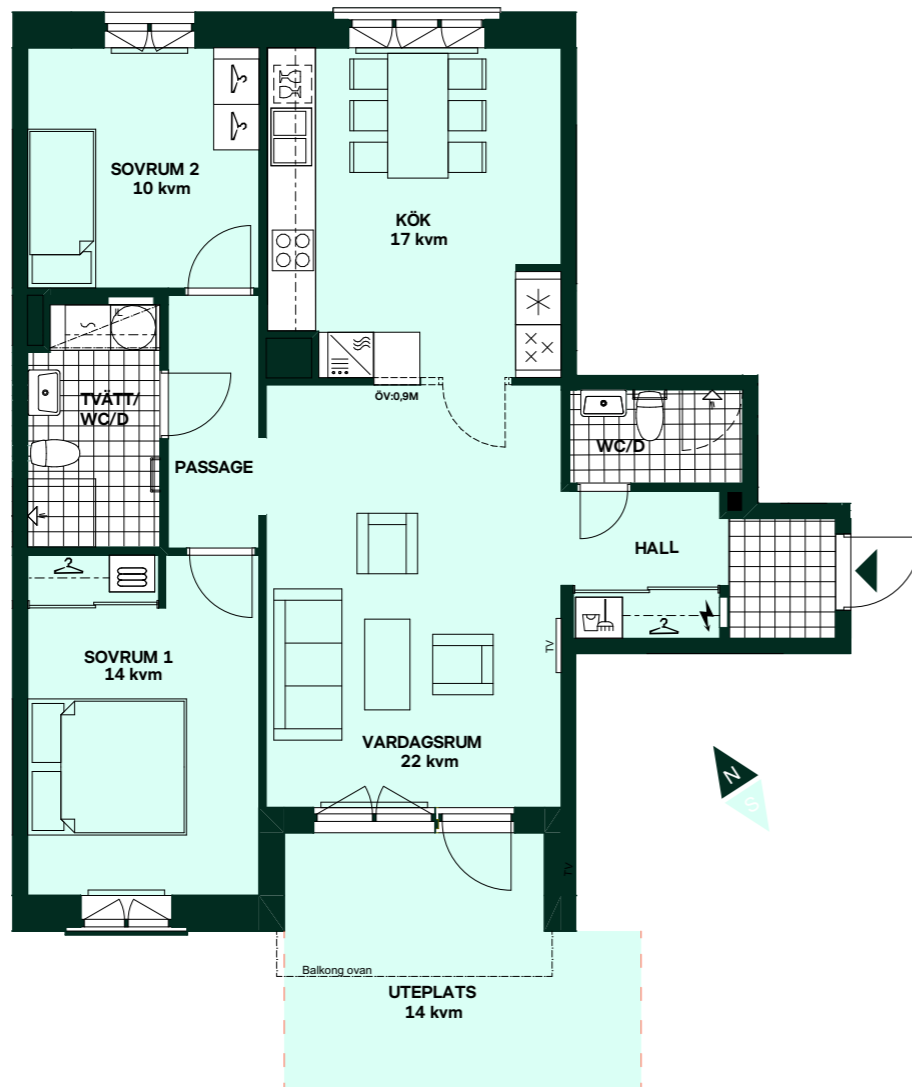 SOVRUM 2
10 kvm
KÖK
17 kvm
TVÄTT/
WC/D
ÖV:0,9M
WC/D
PASSAGE
HALL
SOVRUM 1
14 kvm
TV
VARDAGSRUM
22 kvm
N
S
TV
Balkong ovan
UTEPLATS
14 kvm